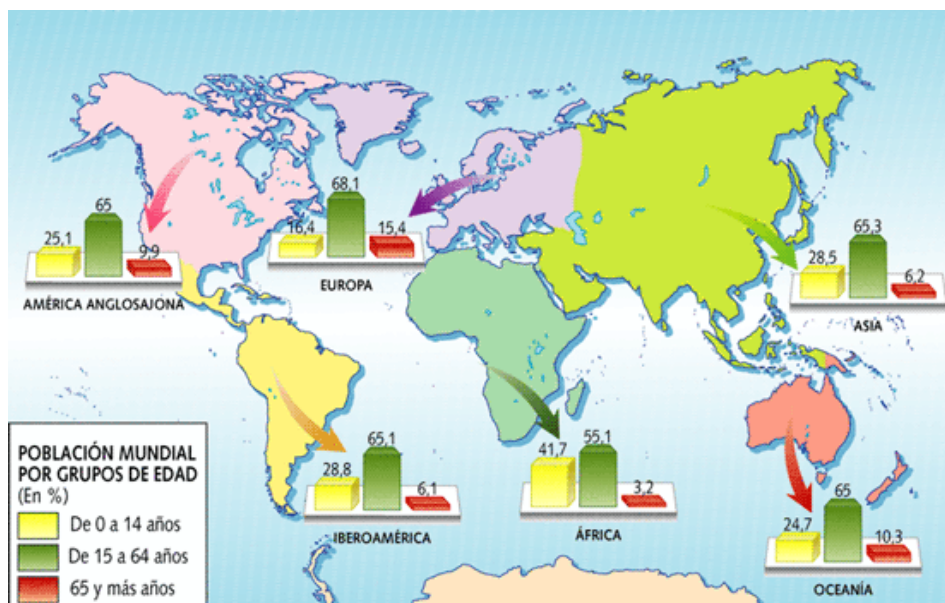 25,1
65
9,9
AMÉRICA ANGLOSAJONA
16,4
68,1
15,4
EUROPA
28,5
65,3
6,2
ASIA
28,8
65,1
6,1
IBEROAMÉRICA
41,7
55,1
3,2
ÁFRICA
24,7
65
10,3
OCEANÍA
POBLACIÓN MUNDIAL
POR GRUPOS DE EDAD
(En %)
De 0 a 14 años
De 15 a 64 años
65 y más años